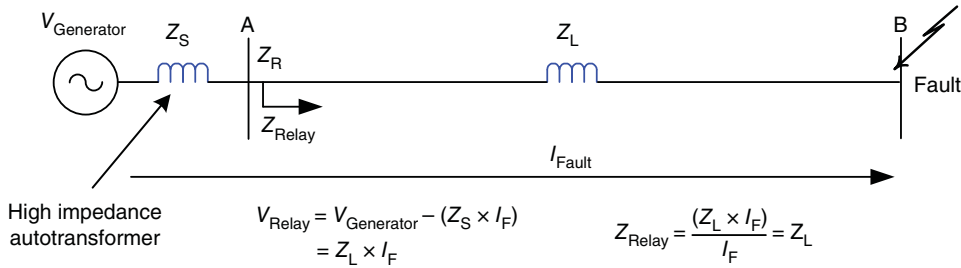 V_Generator
Z_S
A
Z_R
Z_L
B
Fault
Z_Relay
I_Fault
High impedance
autotransformer
V_Relay = V_Generator − (Z_S × I_F)
= Z_L × I_F
Z_Relay = (Z_L × I_F) / I_F = Z_L